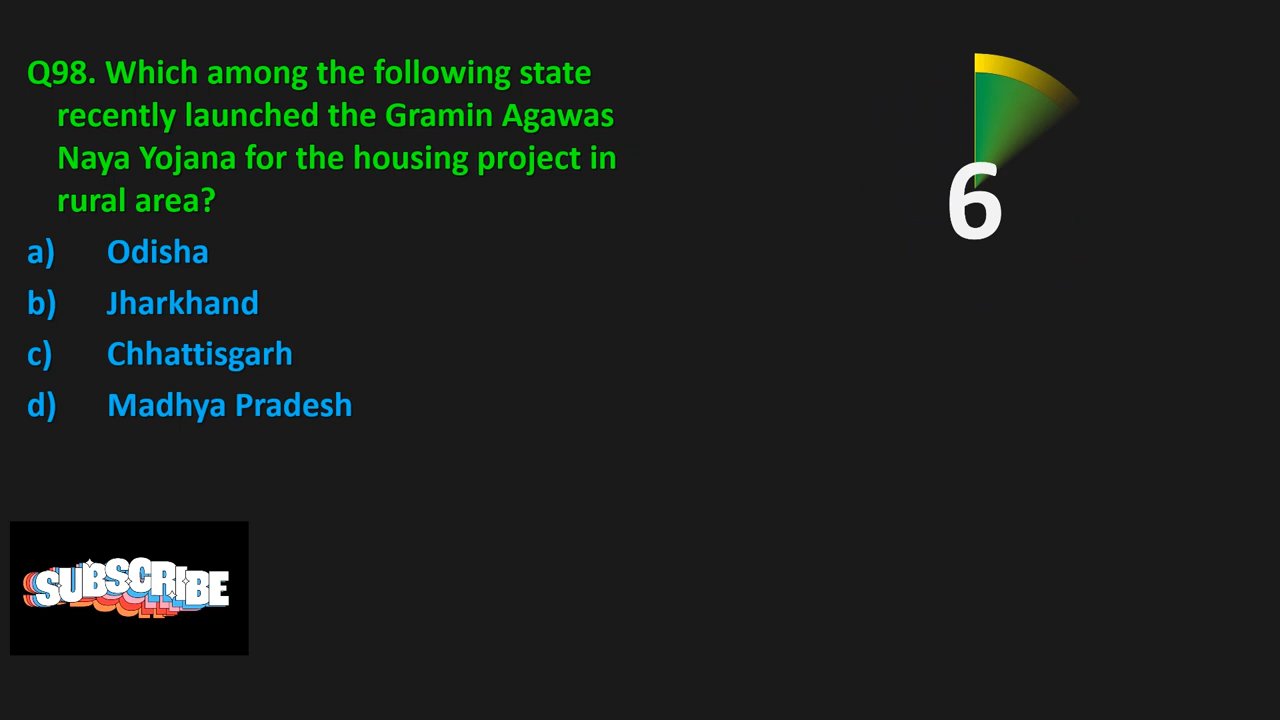 Q98. Which among the following state
recently launched the Gramin Agawas
Naya Yojana for the housing project in
rural area?
a) Odisha
b) Jharkhand
c) Chhattisgarh
d) Madhya Pradesh
6
SUBSCRIBE